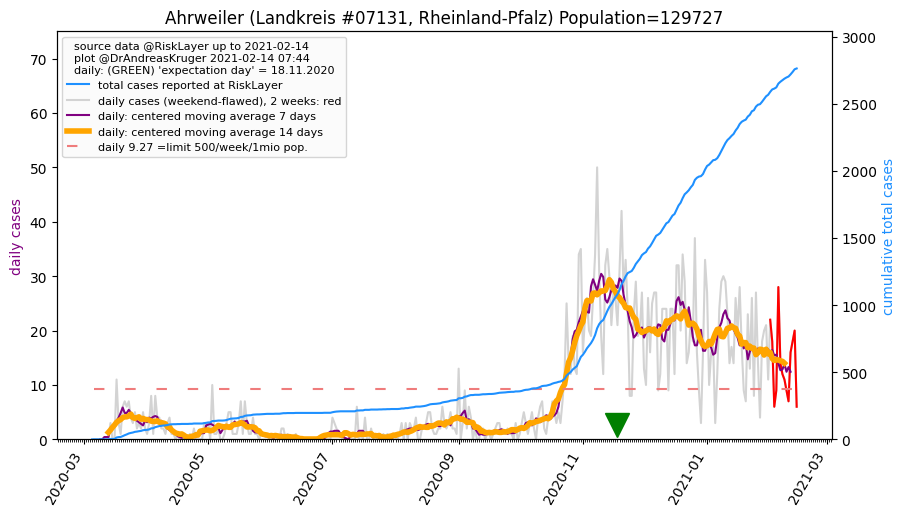 Ahrweiler (Landkreis #07131, Rheinland-Pfalz) Population=129727
source data @RiskLayer up to 2021-02-14
plot @DrAndreasKruger 2021-02-14 07:44
daily: (GREEN) 'expectation day' = 18.11.2020
total cases reported at RiskLayer
daily cases (weekend-flawed), 2 weeks: red
daily: centered moving average 7 days
daily: centered moving average 14 days
daily 9.27 =limit 500/week/1mio pop.
daily cases
70
60
50
40
30
20
10
0
cumulative total cases
3000
2500
2000
1500
1000
500
0
2020-03
2020-05
2020-07
2020-09
2020-11
2021-01
2021-03